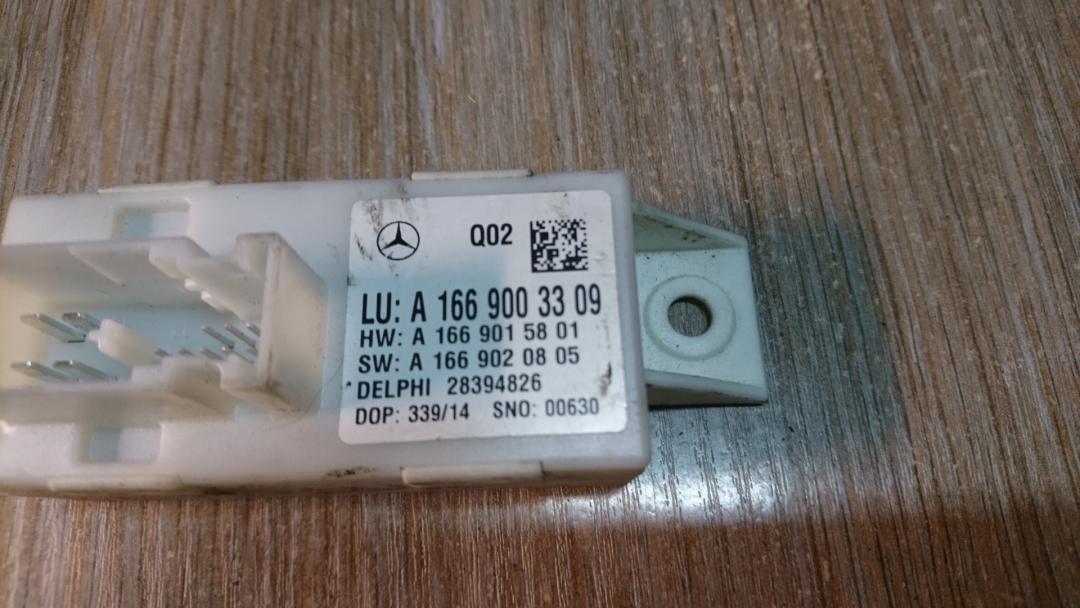 Q02
LU: A 166 900 33 09
HW: A 166 901 58 01
SW: A 166 902 08 05
DELPHI 28394826
DOP: 339/14 SNO: 00630